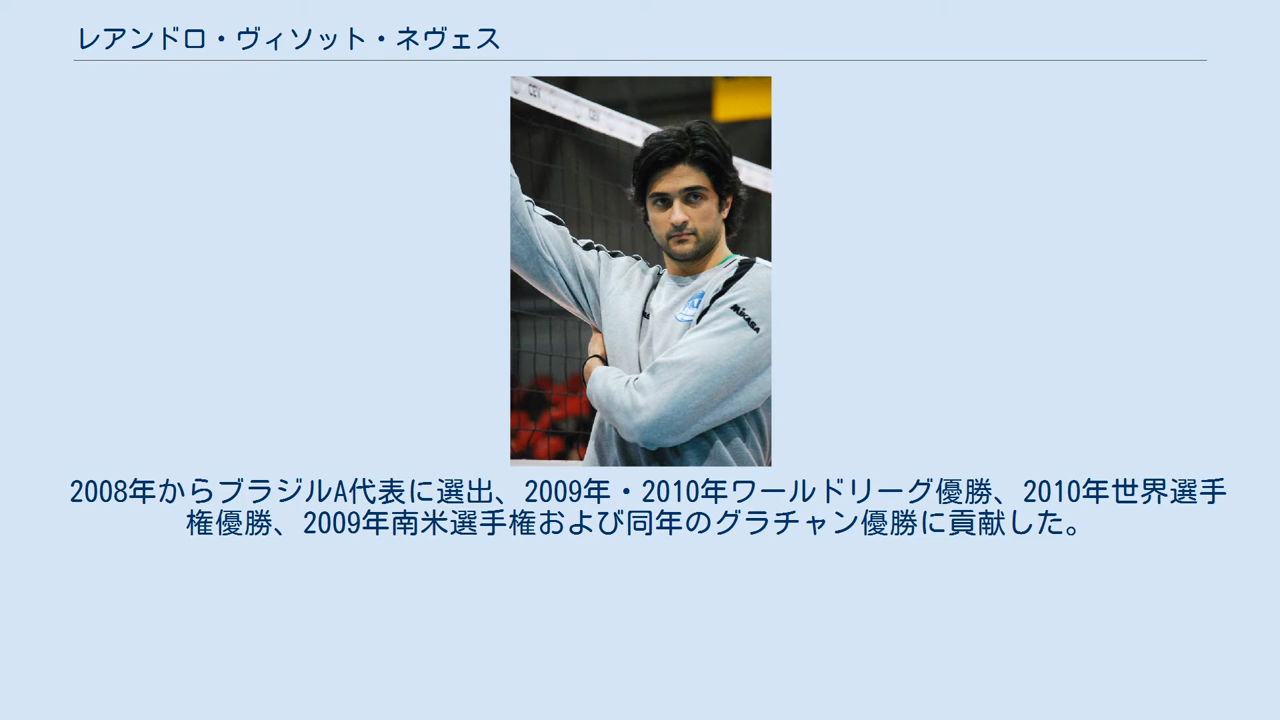 レアンドロ・ヴィソット・ネヴェス
CEV
CEV
MIKASA
2008年からブラジルA代表に選出、2009年・2010年ワールドリーグ優勝、2010年世界選手
権優勝、2009年南米選手権および同年のグラチャン優勝に貢献した。